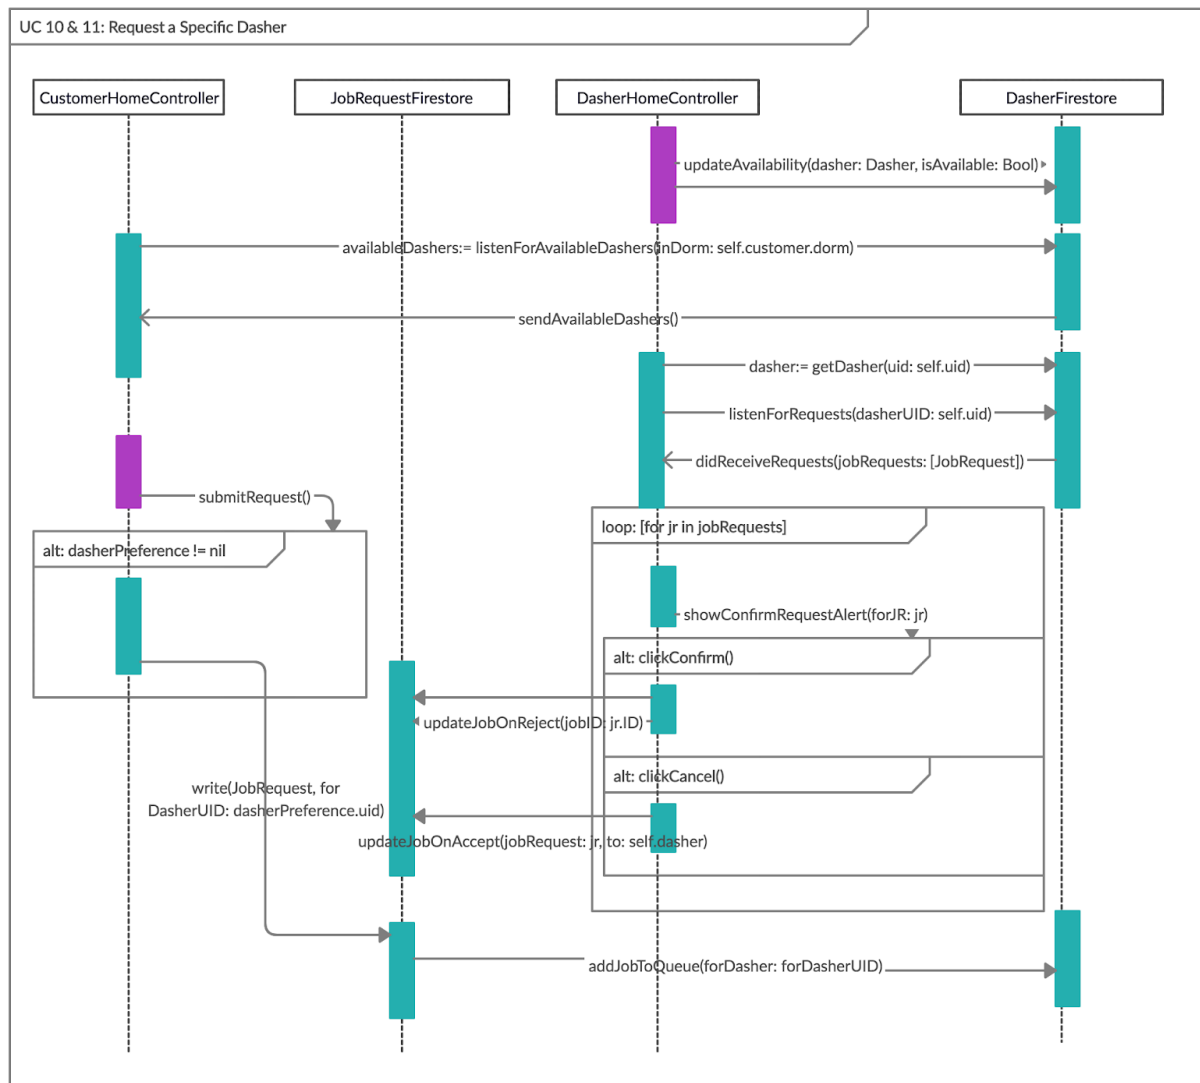 UC 10 & 11: Request a Specific Dasher
CustomerHomeController
JobRequestFirestore
DasherHomeController
DasherFirestore
updateAvailability(dasher: Dasher, isAvailable: Bool)
availableDashers:= listenForAvailableDashers(inDorm: self.customer.dorm)
sendAvailableDashers()
dasher:= getDasher(uid: self.uid)
listenForRequests(dasherUID: self.uid)
didReceiveRequests(jobRequests: [JobRequest])
submitRequest()
loop: [for jr in jobRequests]
alt: dasherPreference != nil
showConfirmRequestAlert(forJR: jr)
alt: clickConfirm()
updateJobOnReject(jobID: jr.ID)
alt: clickCancel()
write(JobRequest, for
DasherUID: dasherPreference.uid)
updateJobOnAccept(jobRequest: jr, to: self.dasher)
addJobToQueue(forDasher: forDasherUID)